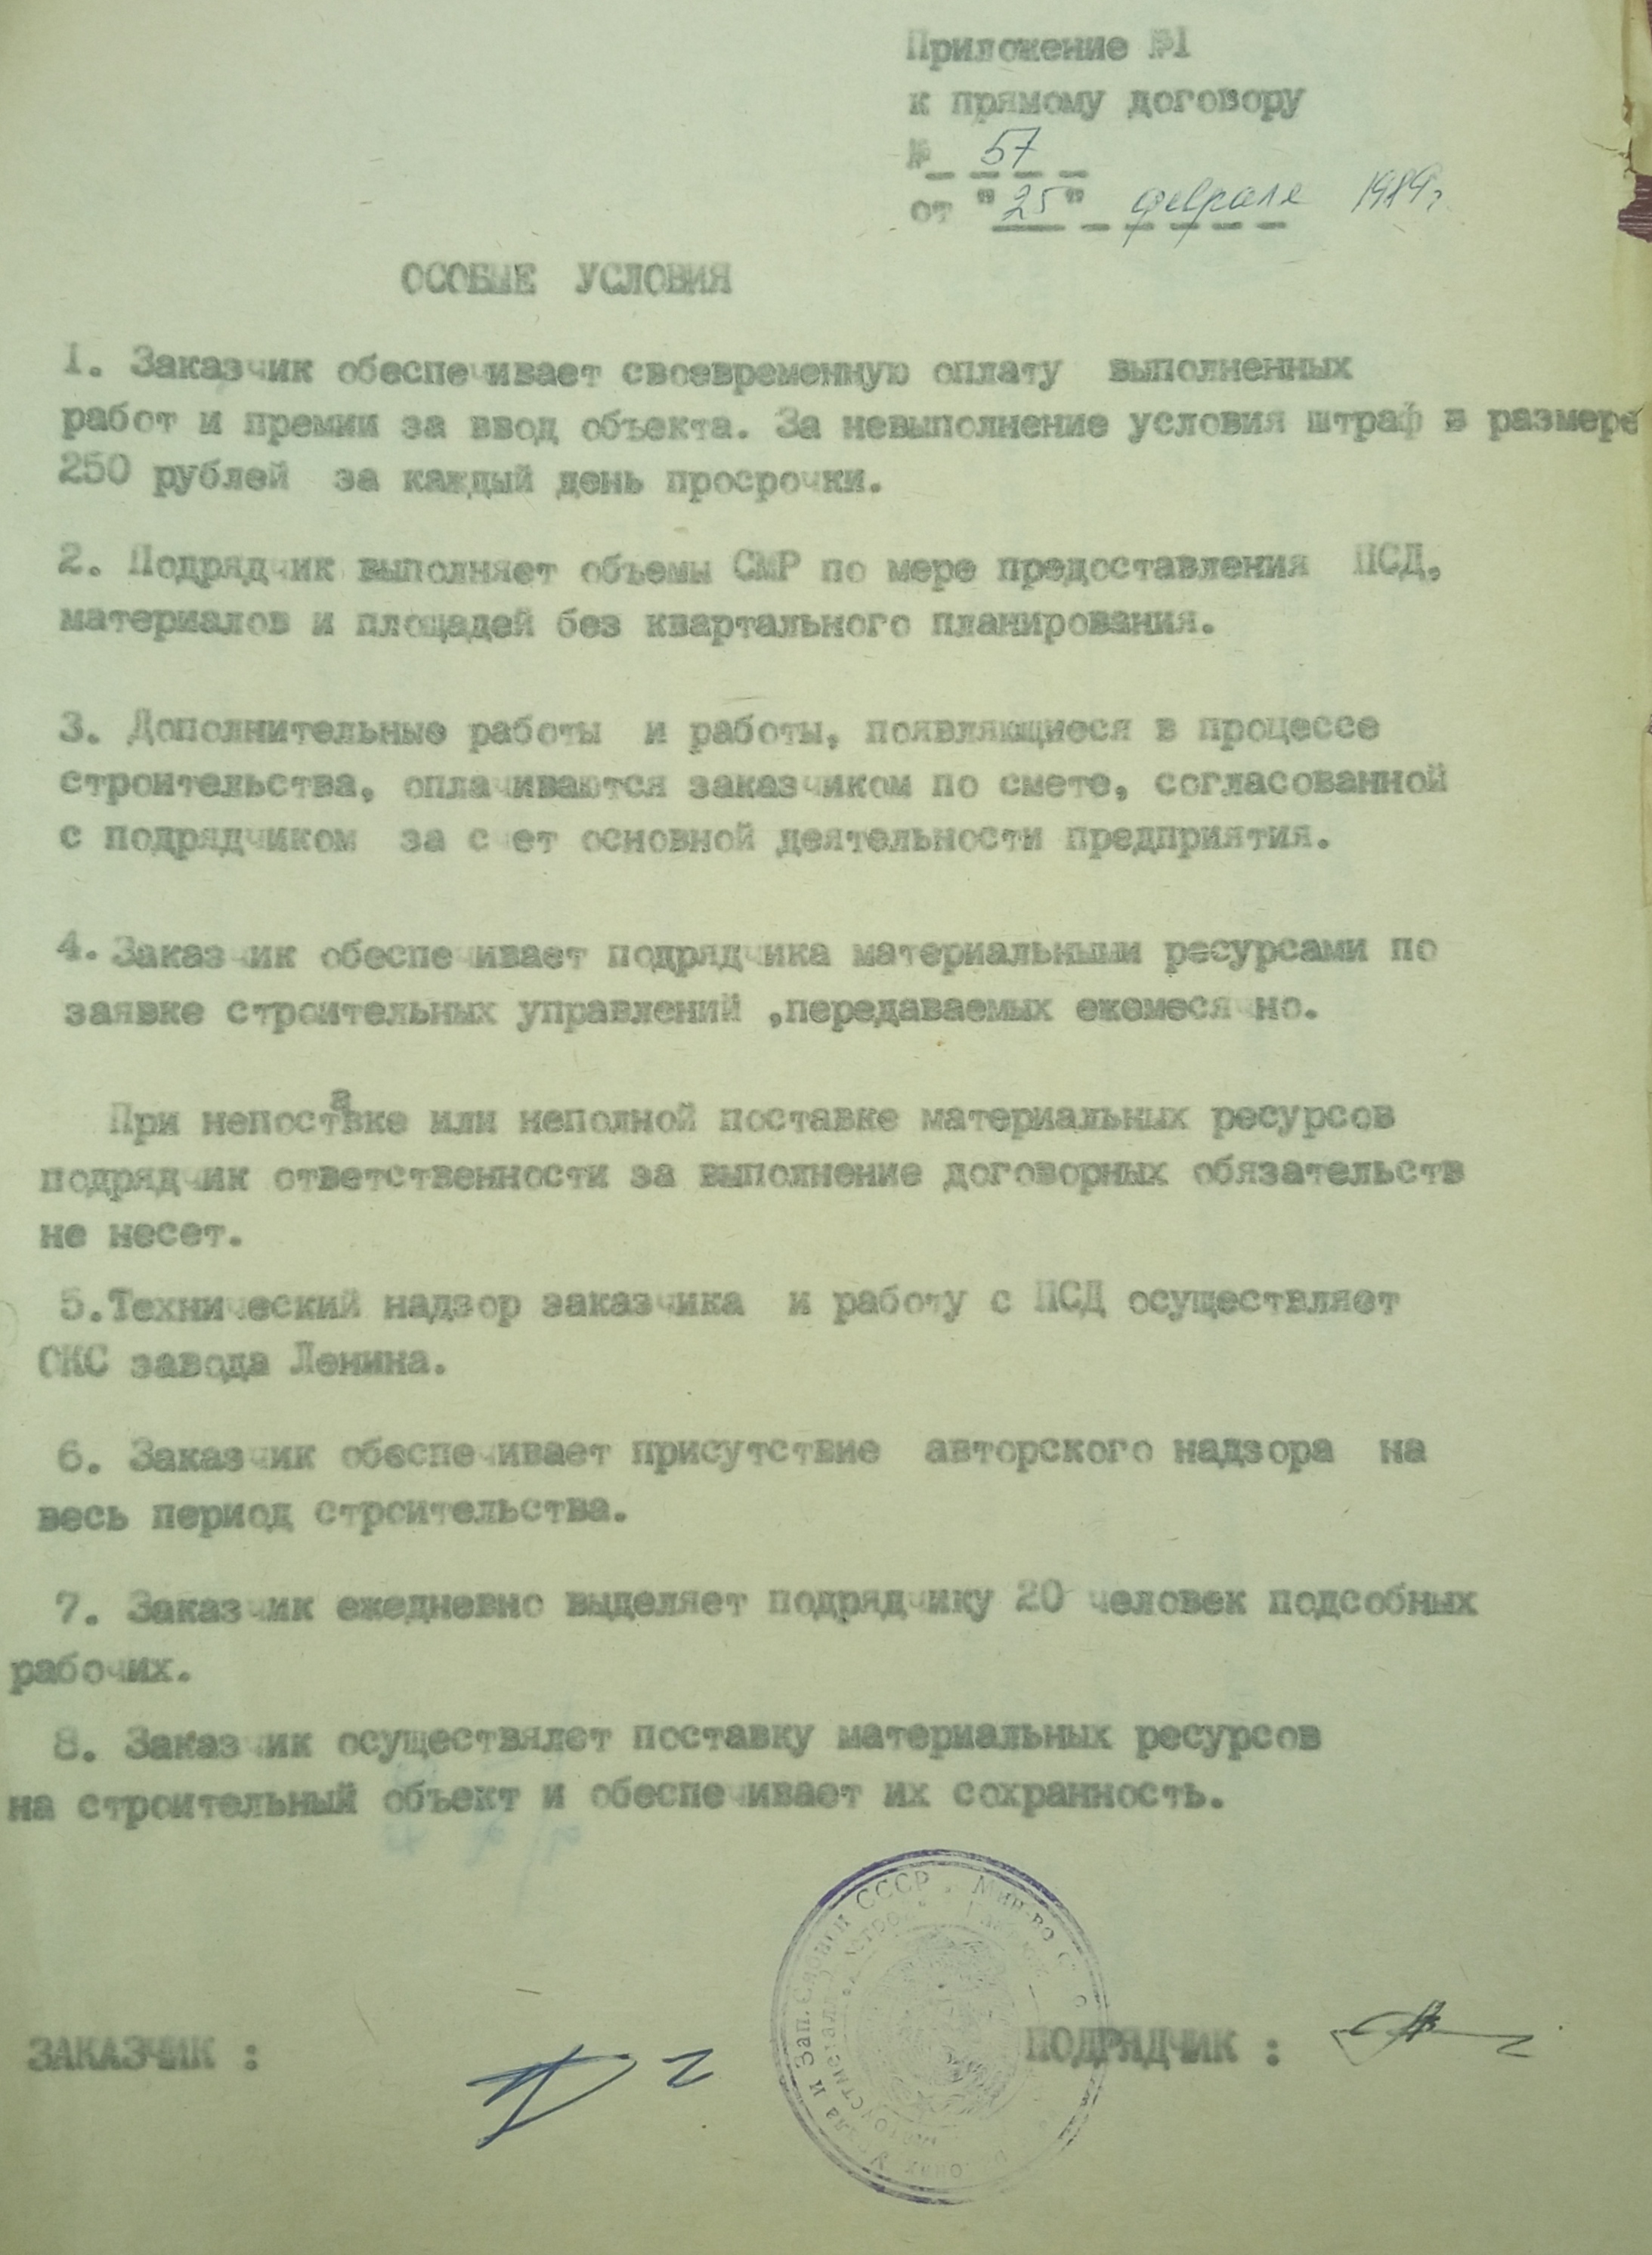 Приложение №1
к прямому договору
№ 57
от "25" февраля 1989г.
ОСОБЫЕ УСЛОВИЯ
1. Заказчик обеспечивает своевременную оплату выполненных
работ и премии за ввод объекта. За невыполнение условия штраф в размере
250 рублей за каждый день просрочки.
2. Подрядчик выполняет объемы СМР по мере предоставления ПСД,
материалов и площадей без квартального планирования.
3. Дополнительные работы и работы, появляющиеся в процессе
строительства, оплачиваются заказчиком по смете, согласованной
с подрядчиком за счет основной деятельности предприятия.
4. Заказчик обеспечивает подрядчика материальными ресурсами по
заявке строительных управлений ,передаваемых ежемесячно.
При непоставке или неполной поставке материальных ресурсов
подрядчик ответственности за выполнение договорных обязательств
не несет.
5.Технический надзор заказчика и работу с ПСД осуществляет
ОКС завода Ленина.
6. Заказчик обеспечивает присутствие авторского надзора на
весь период строительства.
7. Заказчик ежедневно выделяет подрядчику 20 человек подсобных
рабочих.
8. Заказчик осуществялет поставку материальных ресурсов
на строительный объект и обеспечивает их сохранность.
Урала и Зап. Сибири СССР Мин-во
ЗАКАЗЧИК :
ПОДРЯДЧИК :